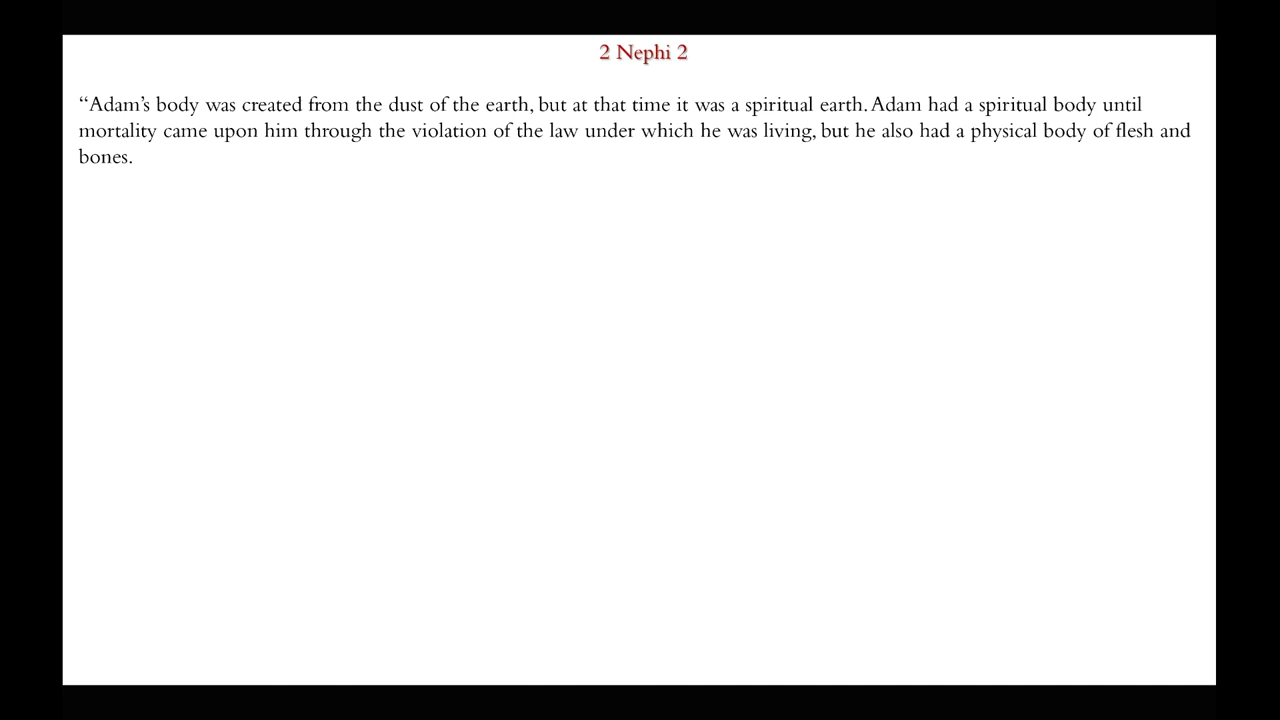 2 Nephi 2
“Adam’s body was created from the dust of the earth, but at that time it was a spiritual earth. Adam had a spiritual body until
mortality came upon him through the violation of the law under which he was living, but he also had a physical body of flesh and
bones.